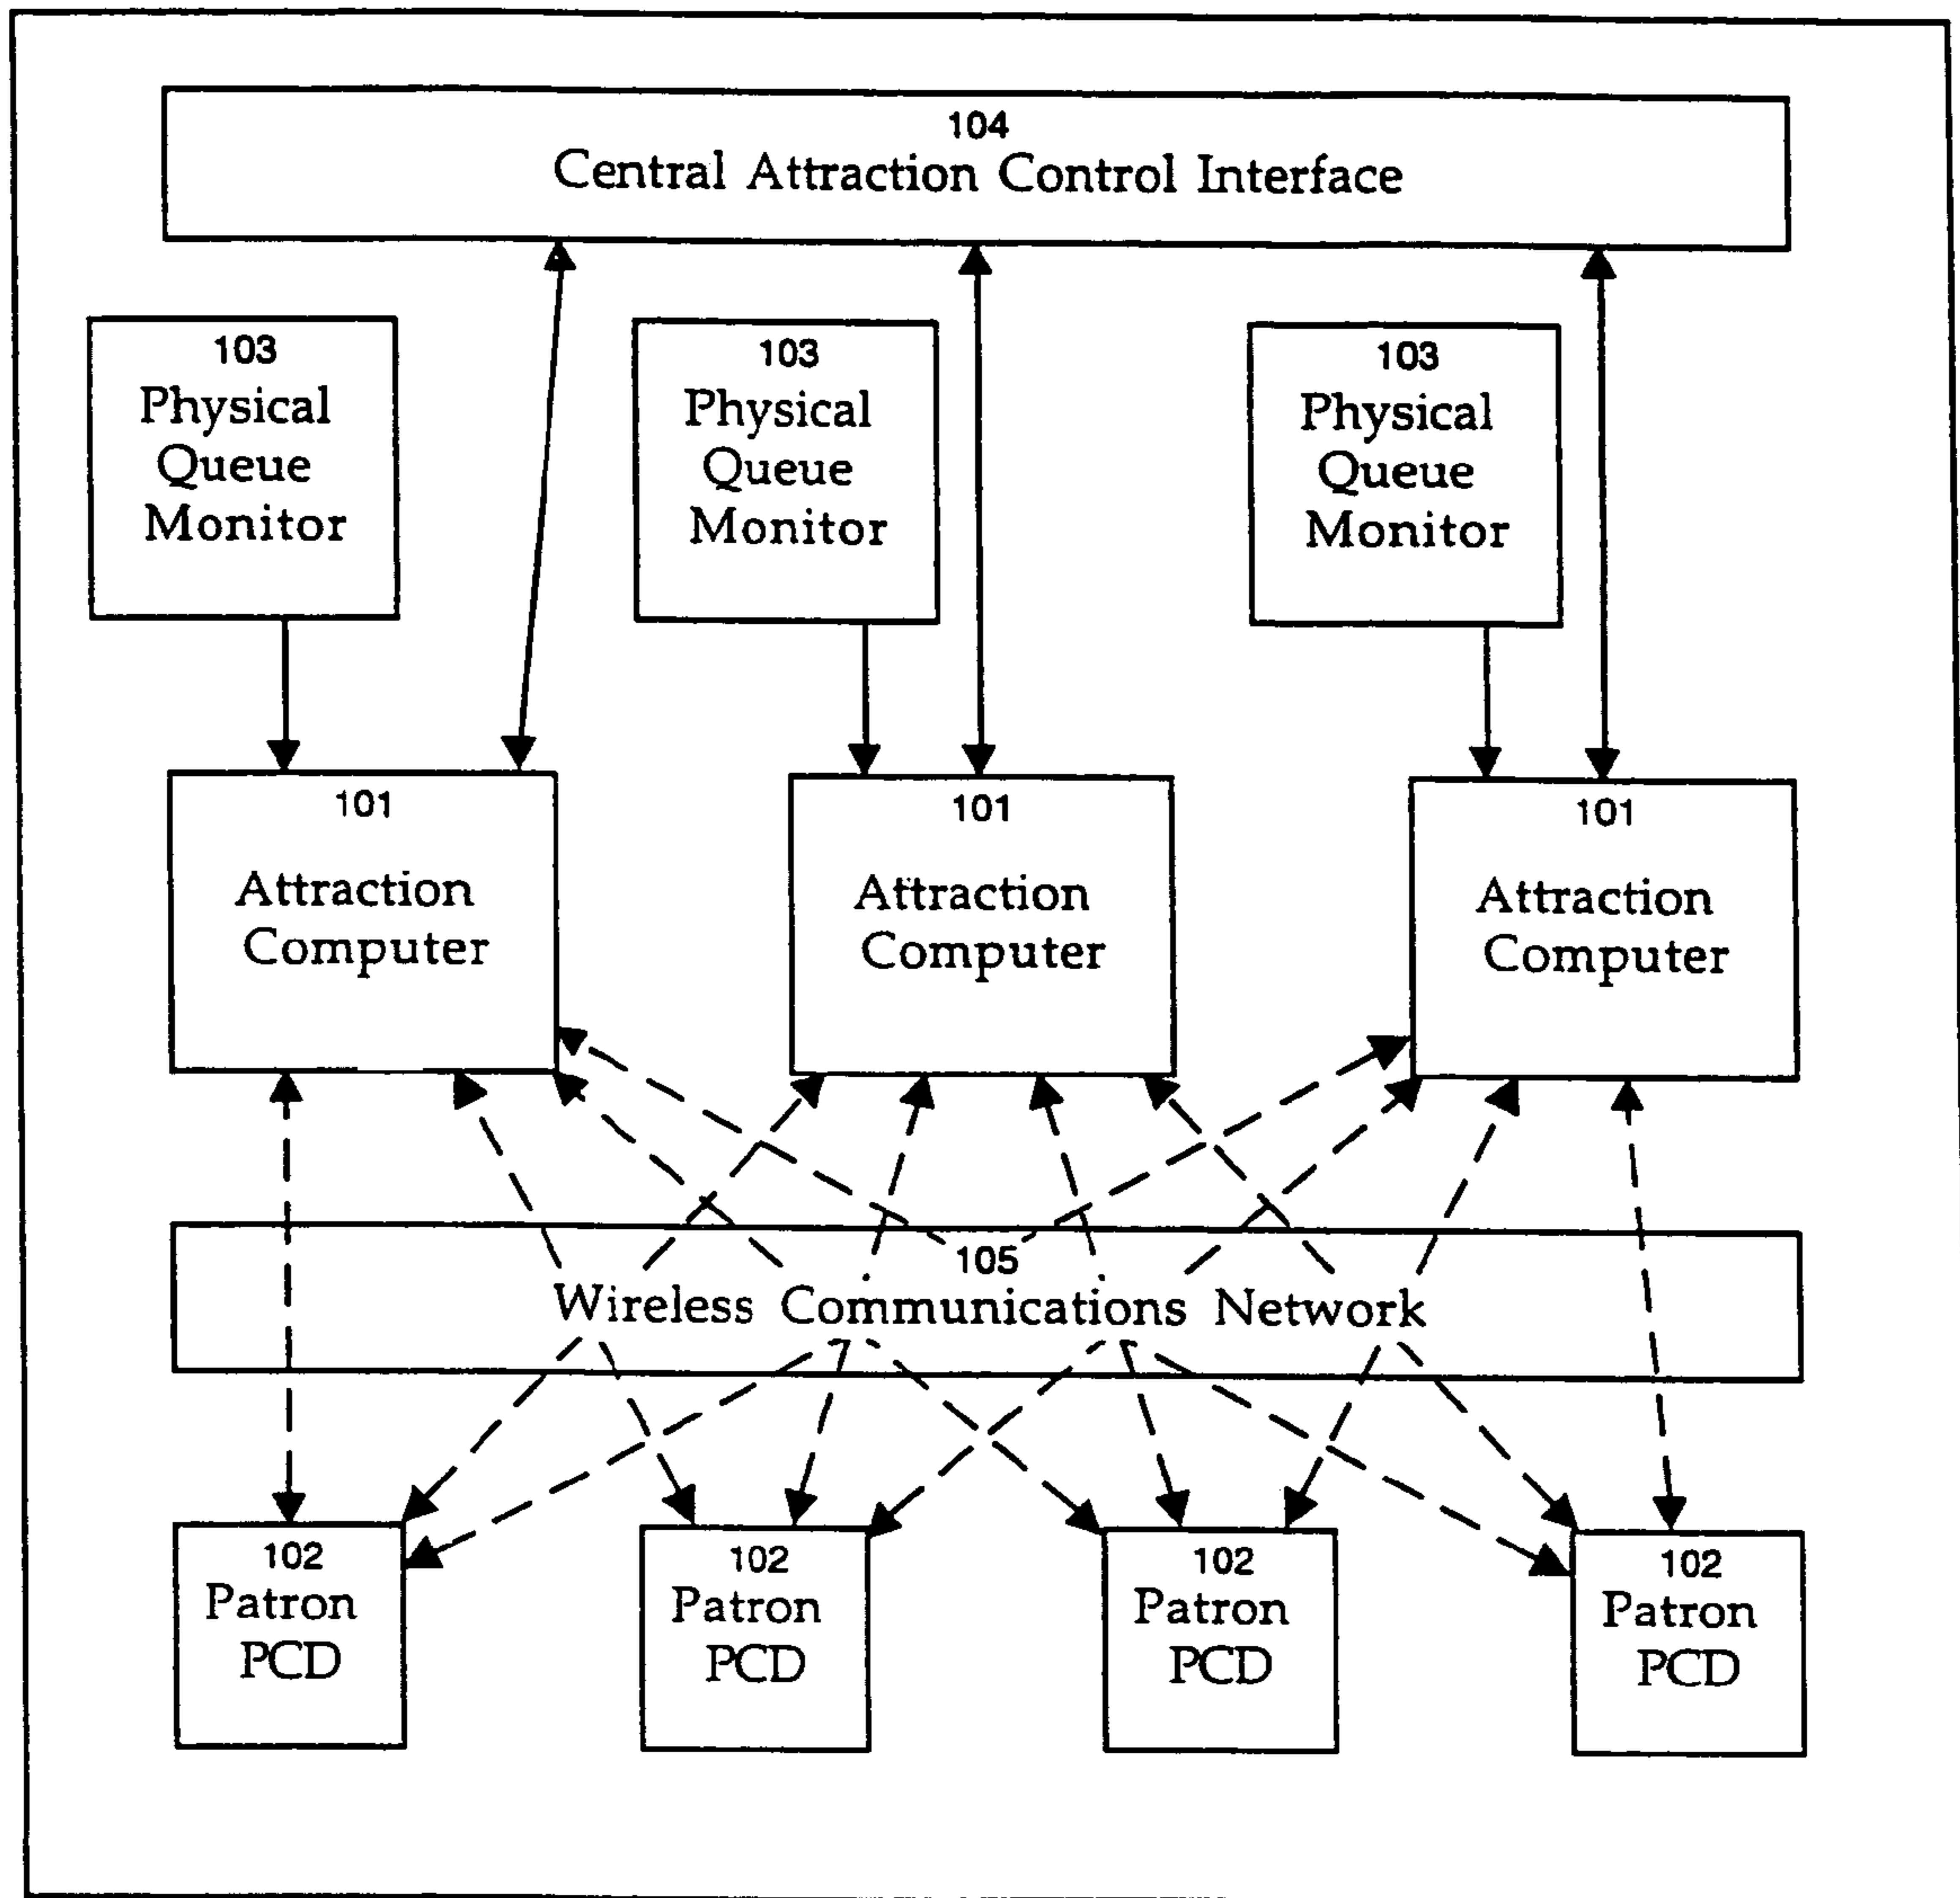 104
Central Attraction Control Interface
103
Physical
Queue
Monitor
103
Physical
Queue
Monitor
103
Physical
Queue
Monitor
101
Attraction
Computer
101
Attraction
Computer
101
Attraction
Computer
105
Wireless Communications Network
102
Patron
PCD
102
Patron
PCD
102
Patron
PCD
102
Patron
PCD